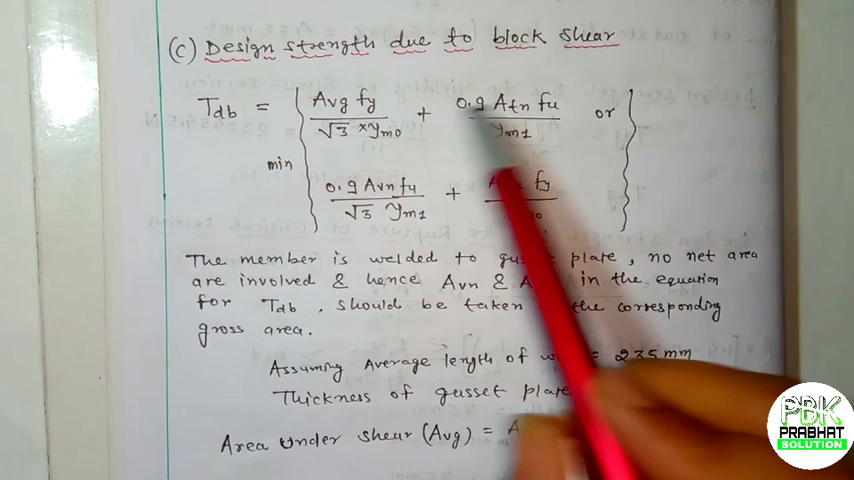 (C) Design strength due to block shear
Tdb = Avg fy / √3 × γm0 + 0.9 Atn fu / γm1 or
min
0.9 Avn fu / √3 γm1 + fy
The member is welded to gusset plate, no net area
are involved & hence Avn & in the equation
for Tdb, should be taken the corresponding
gross area.
Assuming Average length of = 235 mm
Thickness of gusset plate
Area under shear (Avg) =
PBK
PRABHAT
SOLUTION